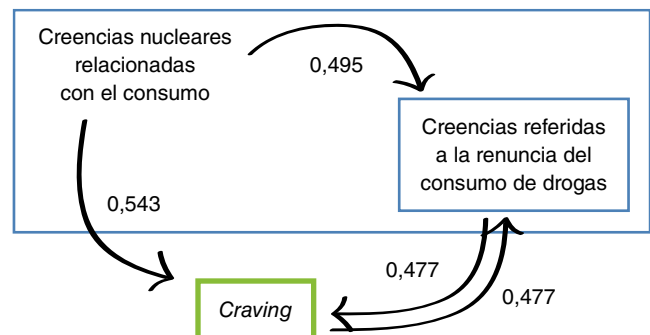 Creencias nucleares
relacionadas
con el consumo
0,495
Creencias referidas
a la renuncia del
consumo de drogas
0,543
0,477
0,477
Craving